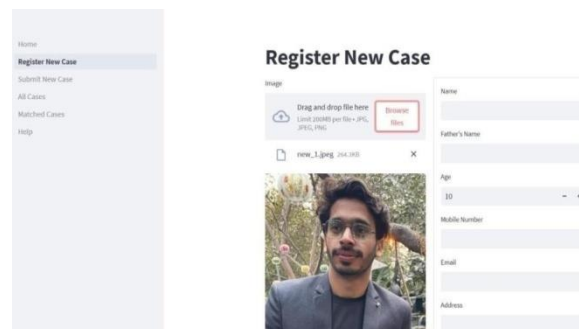 Home
Register New Case
Submit New Case
All Cases
Matched Cases
Help
Register New Case
Image
Drag and drop file here
Limit 200MB per file • JPG,
JPEG, PNG
Browse
files
new_1.jpeg 264.3KB
Name
Father's Name
Age
10
Mobile Number
Email
Address